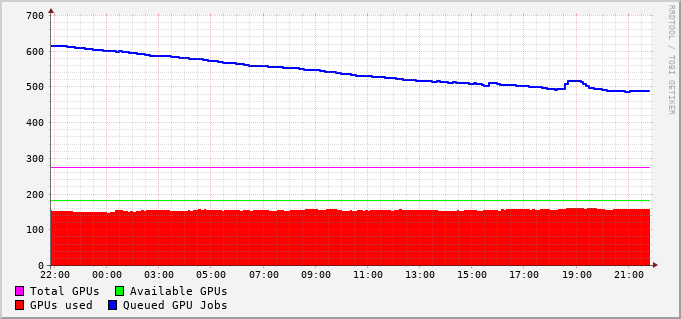 700
600
500
400
300
200
100
0
22:00 00:00 03:00 05:00 07:00 09:00 11:00 13:00 15:00 17:00 19:00 21:00
Total GPUs Available GPUs
GPUs used Queued GPU Jobs
RRDTOOL / TOBI OETIKER